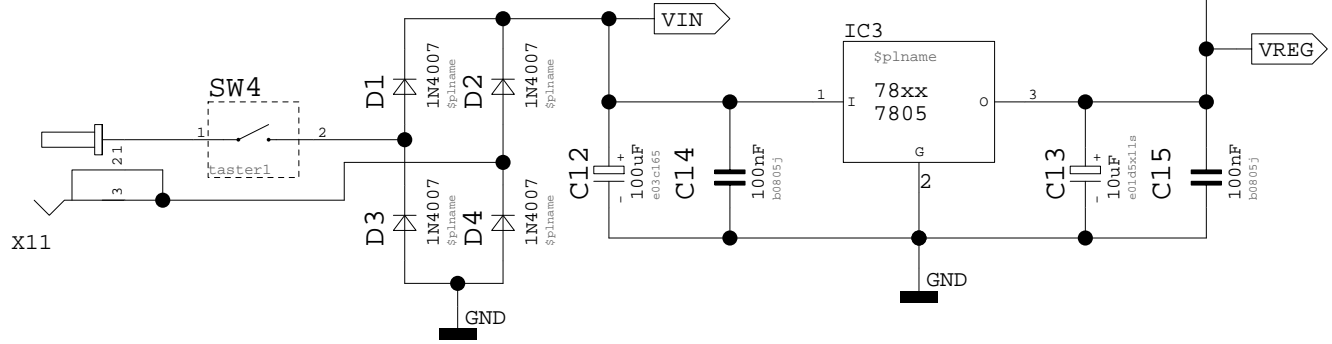 VIN
IC3
$plname
78xx
7805
1
I
O
3
G
2
VREG
SW4
1
2
taster1
1
2
3
X11
D1
1N4007
$plname
D2
1N4007
$plname
D3
1N4007
$plname
D4
1N4007
$plname
GND
C12
+
100uF
-
e03c165
C14
100nF
b0805j
C13
+
10uF
-
e01d5x11s
C15
100nF
b0805j
GND